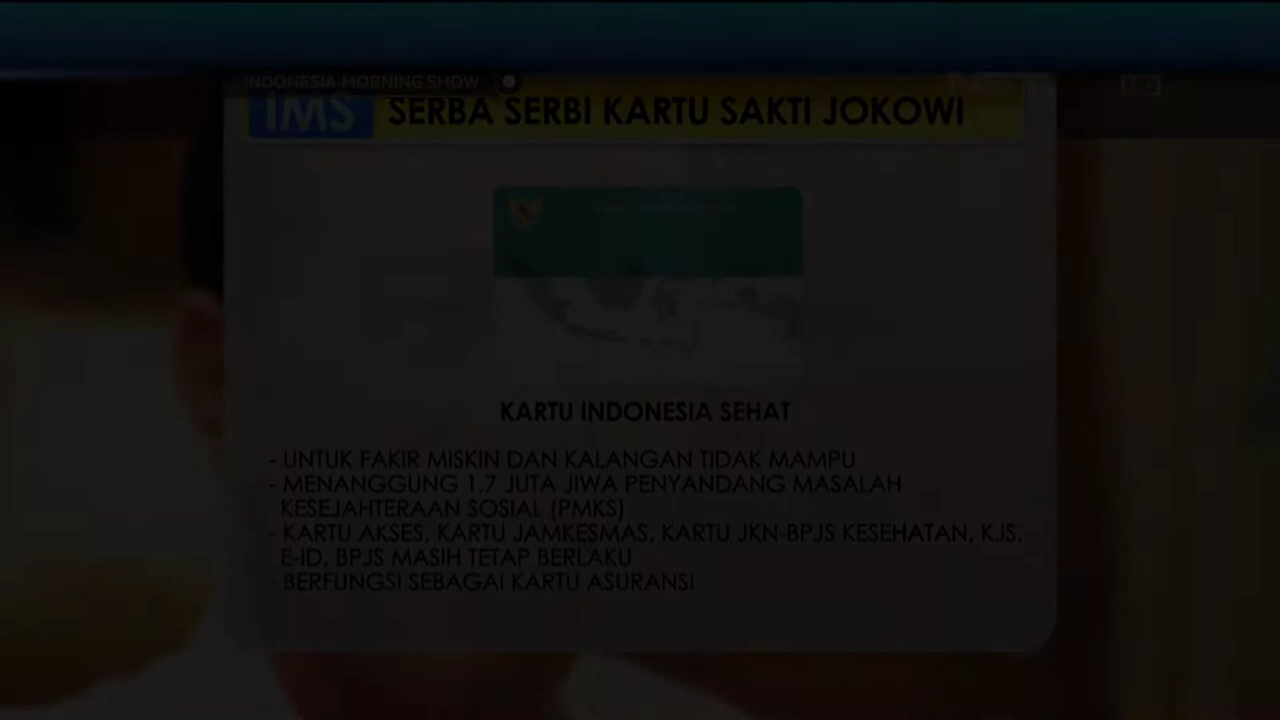 INDONESIA MORNING SHOW
HD
IMS SERBA SERBI KARTU SAKTI JOKOWI
KARTU INDONESIA SEHAT
- UNTUK FAKIR MISKIN DAN KALANGAN TIDAK MAMPU
- MENANGGUNG 1,7 JUTA JIWA PENYANDANG MASALAH
KESEJAHTERAAN SOSIAL (PMKS)
- KARTU AKSES, KARTU JAMKESMAS, KARTU JKN-BPJS KESEHATAN, KJS,
E-ID, BPJS MASIH TETAP BERLAKU
- BERFUNGSI SEBAGAI KARTU ASURANSI